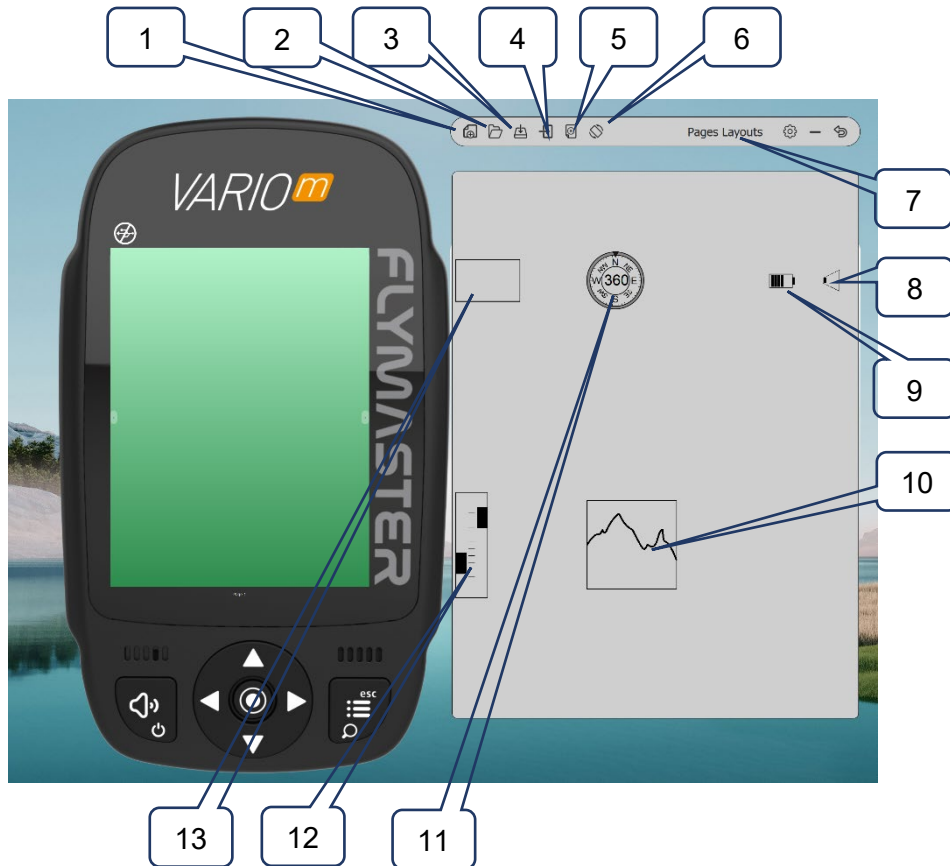 1 2 3 4 5 6
Pages Layouts
7
VARIO m
FLYMASTER
N
NE
W 360 E
S
8
9
10
esc
13 12 11